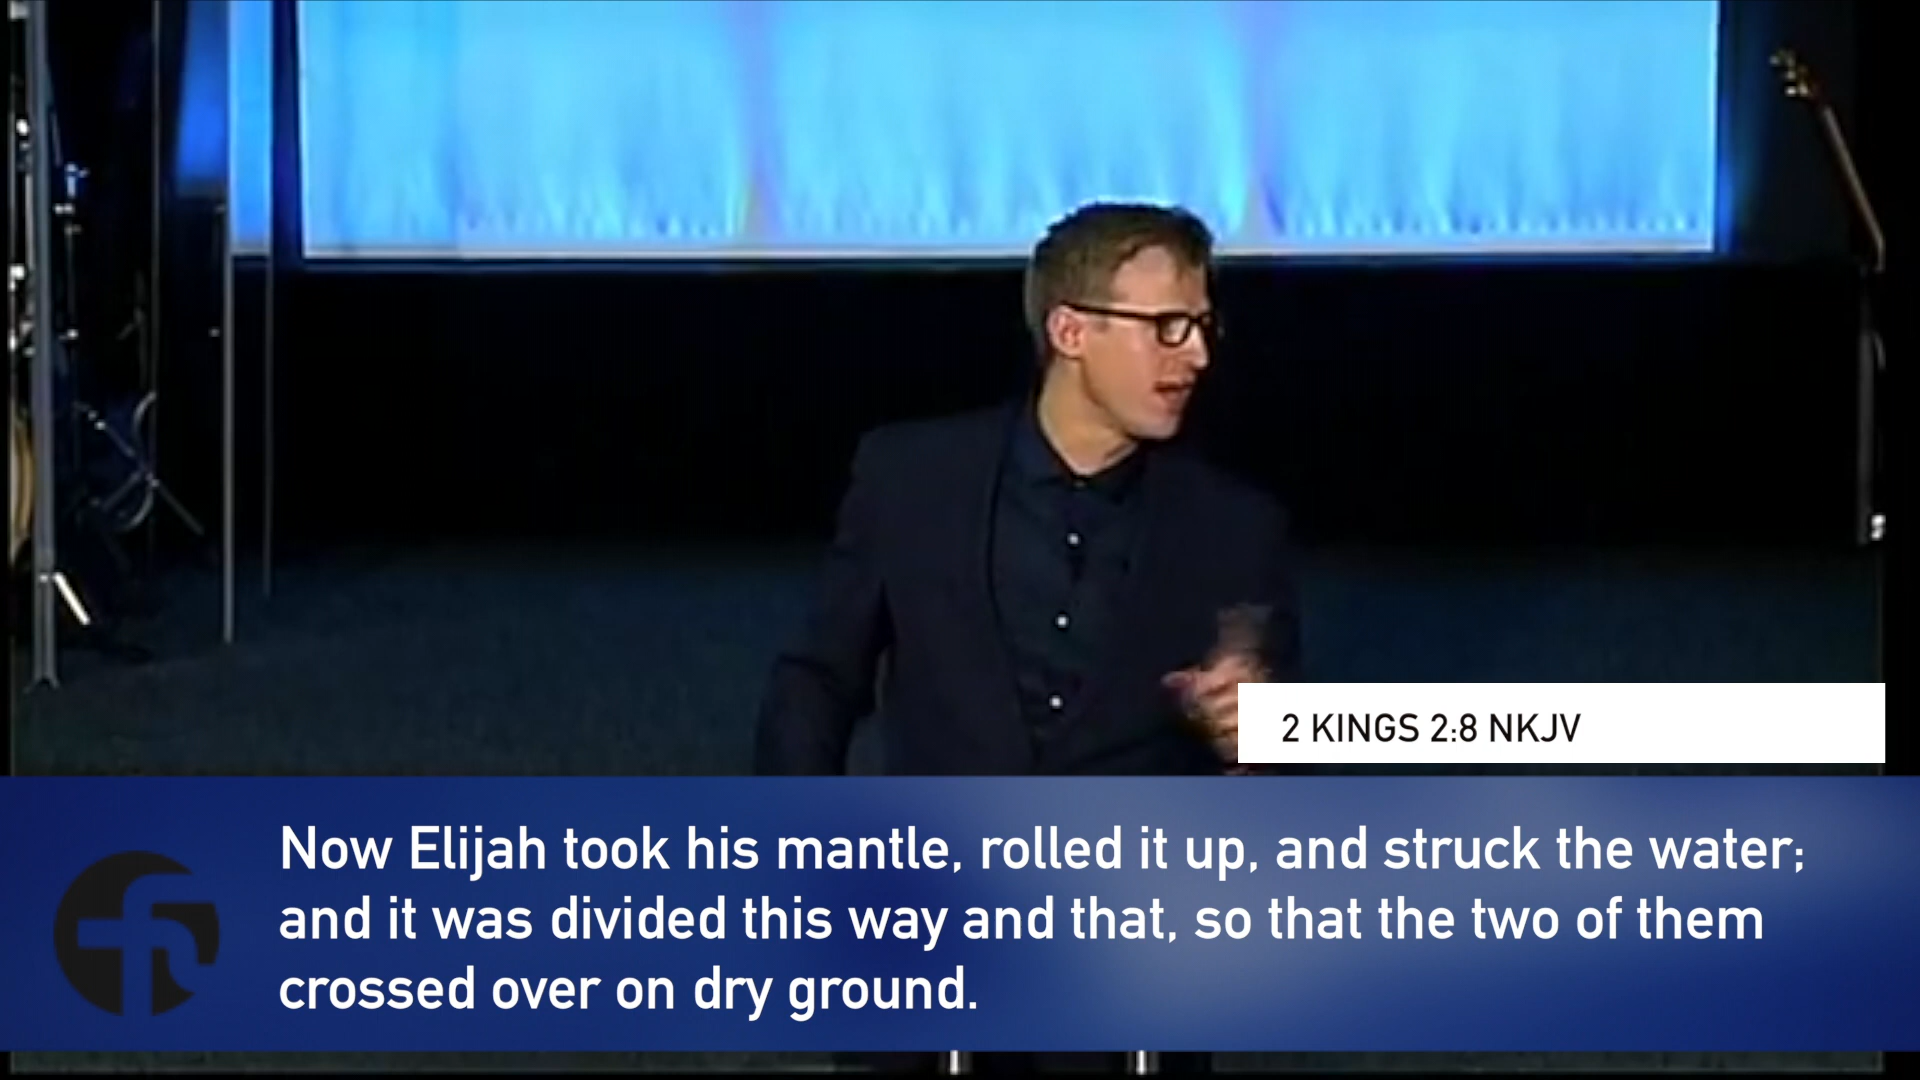 2 KINGS 2:8 NKJV
Now Elijah took his mantle, rolled it up, and struck the water;
and it was divided this way and that, so that the two of them
crossed over on dry ground.